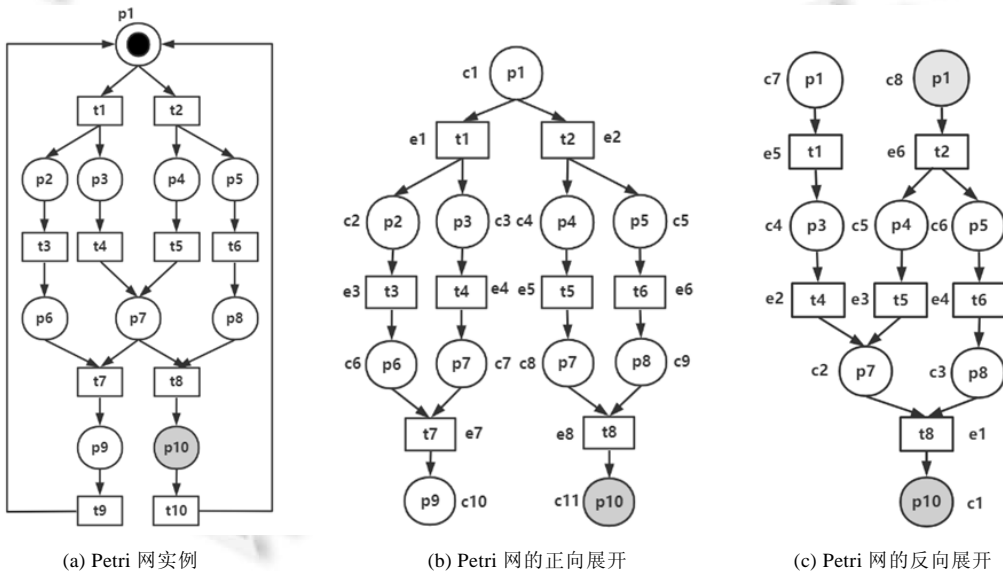 p1
t1 t2
p2 p3 p4 p5
t3 t4 t5 t6
p6 p7 p8
t7 t8
p9 p10
t9 t10
(a) Petri 网实例
c1 p1
e1 t1 t2 e2
c2 p2 p3 c3 c4 p4 p5 c5
e3 t3 t4 e4 e5 t5 t6 e6
c6 p6 p7 c7 c8 p7 p8 c9
t7 e7 e8 t8
p9 c10 c11 p10
(b) Petri 网的正向展开
c7 p1 c8 p1
e5 t1 e6 t2
c4 p3 c5 p4 c6 p5
e2 t4 e3 t5 e4 t6
c2 p7 c3 p8
t8 e1
p10 c1
(c) Petri 网的反向展开